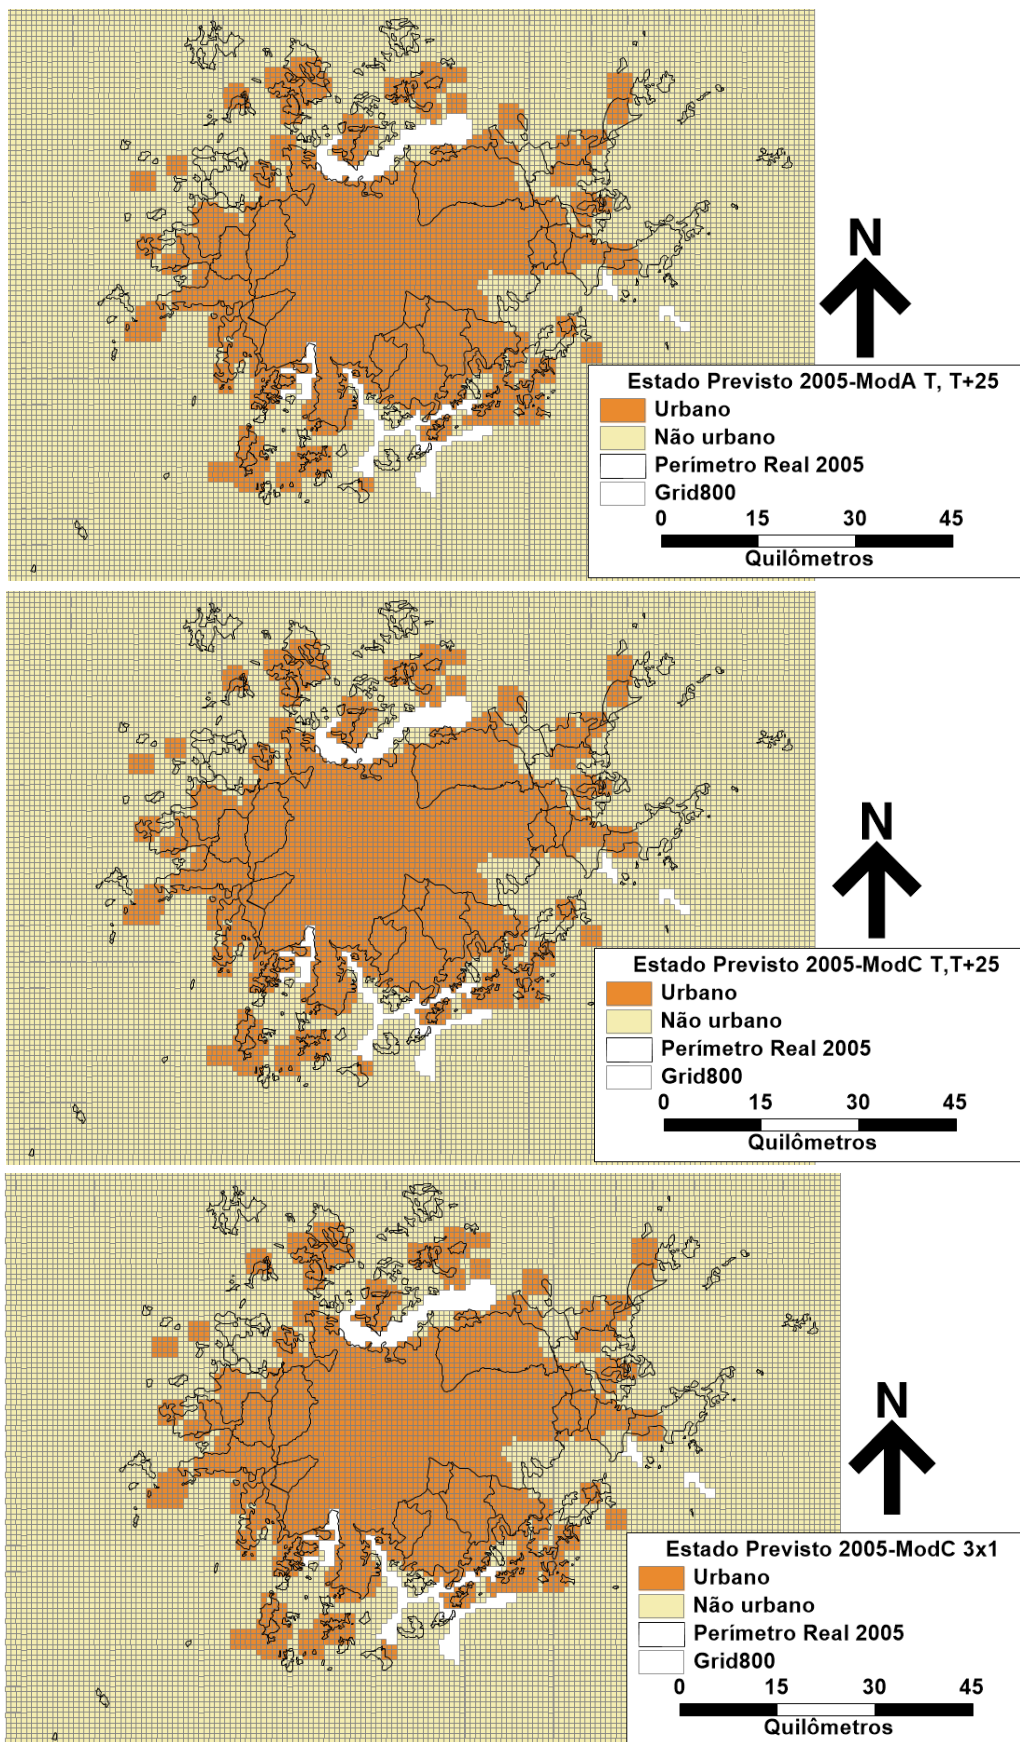 N
Estado Previsto 2005-ModA T, T+25
Urbano
Não urbano
Perímetro Real 2005
Grid800
0 15 30 45
Quilômetros
N
Estado Previsto 2005-ModC T,T+25
Urbano
Não urbano
Perímetro Real 2005
Grid800
0 15 30 45
Quilômetros
N
Estado Previsto 2005-ModC 3x1
Urbano
Não urbano
Perímetro Real 2005
Grid800
0 15 30 45
Quilômetros